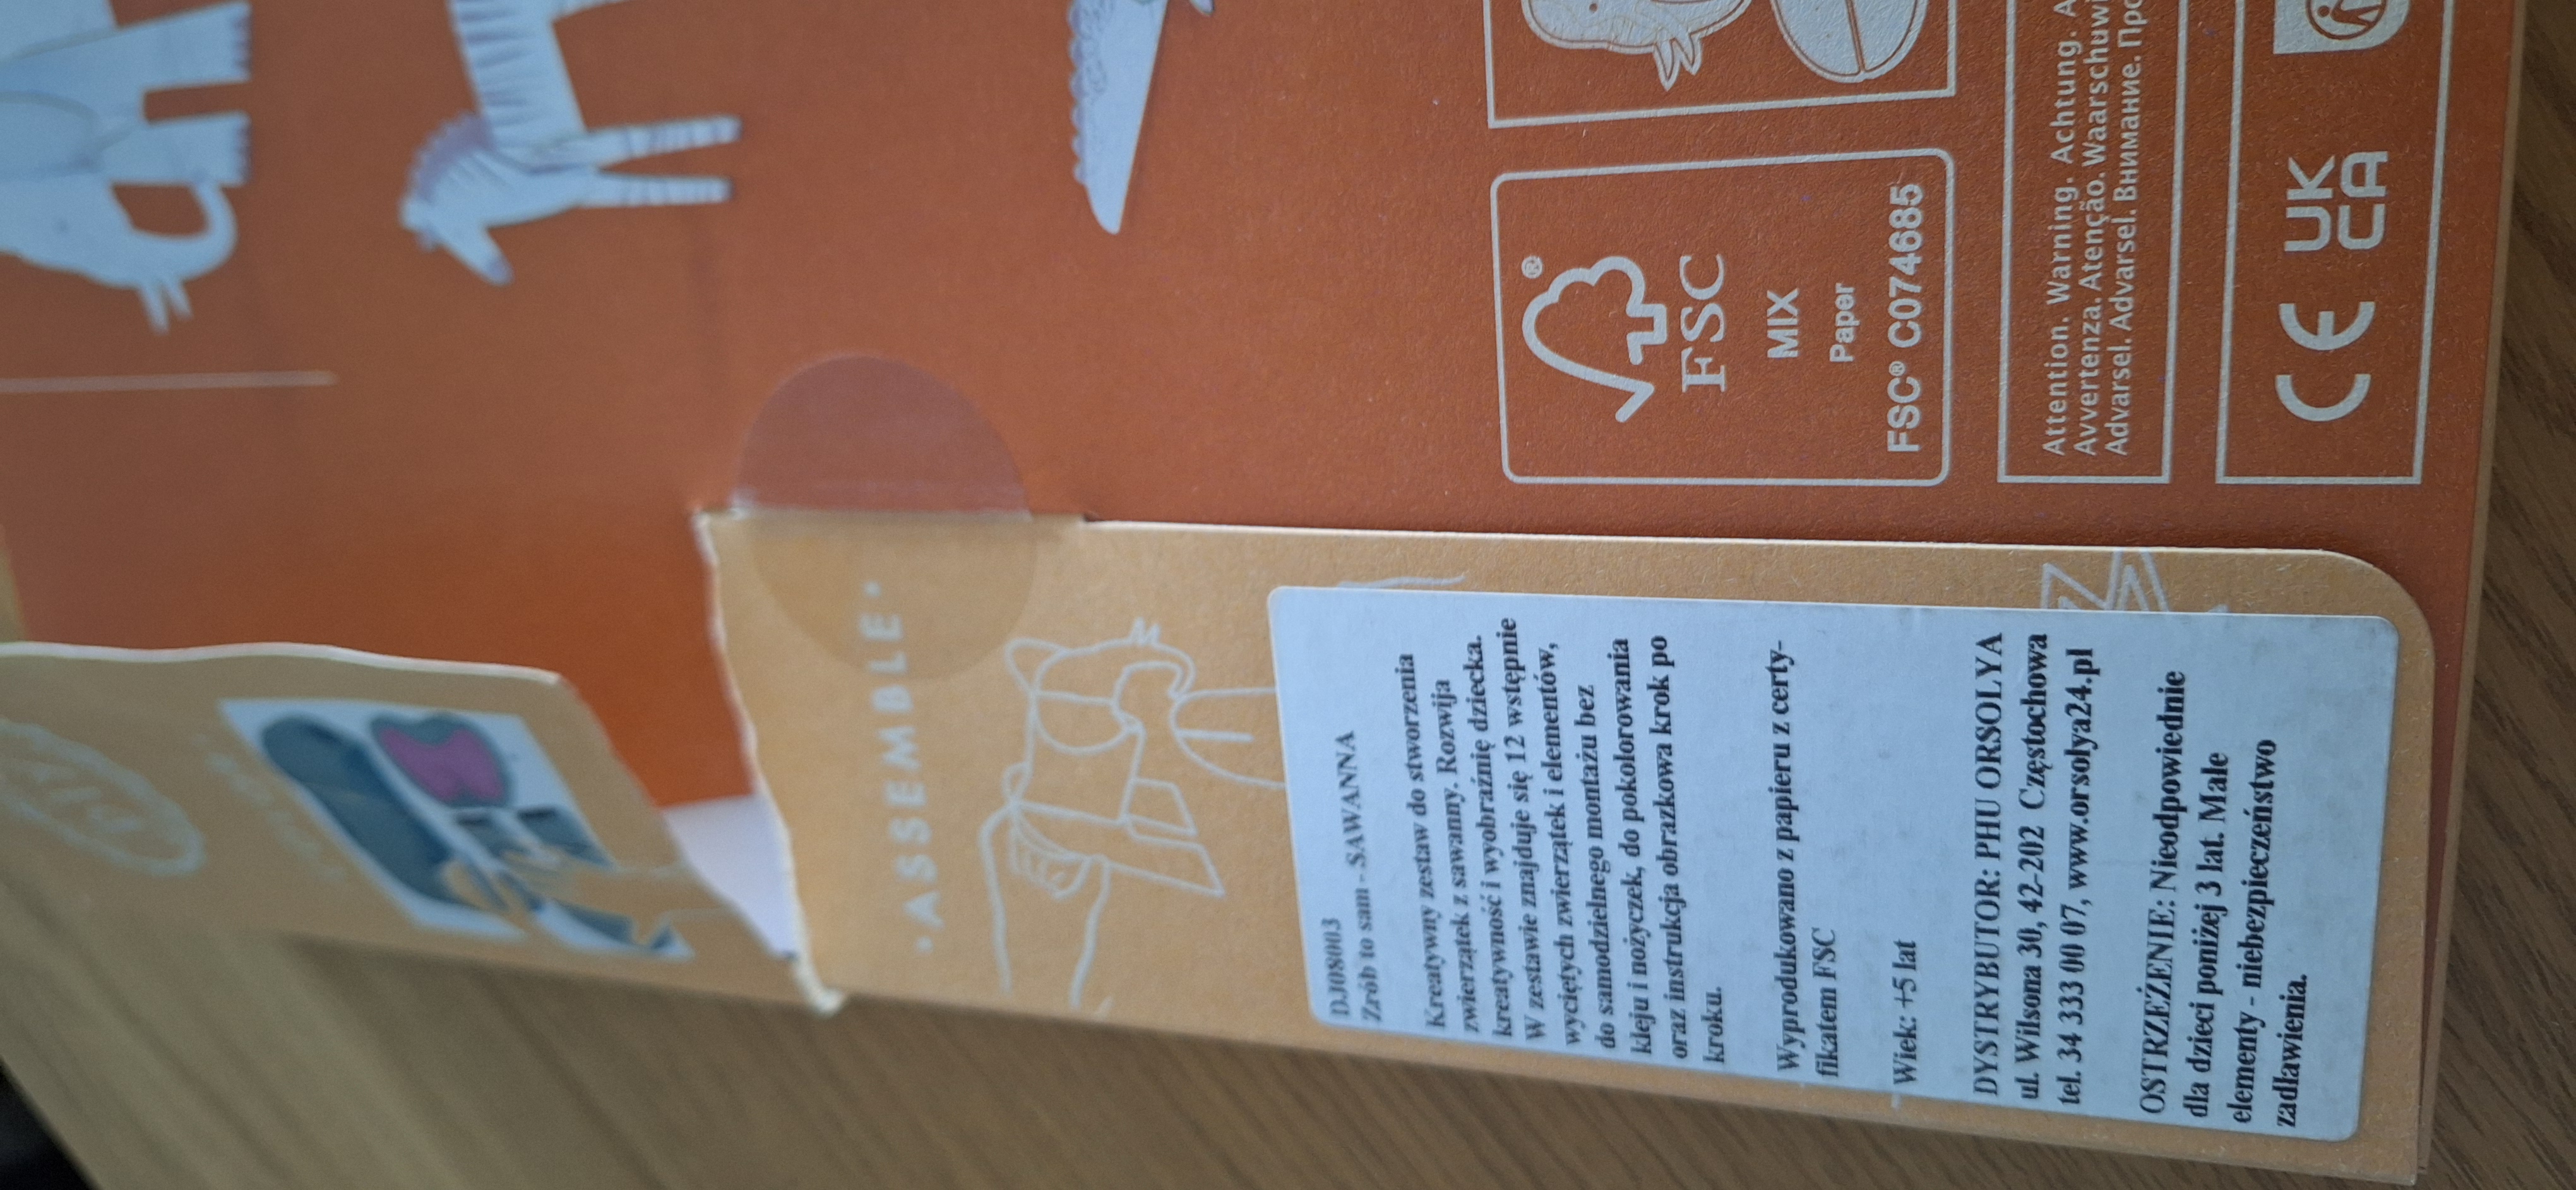 ·ASSEMBLE·
DJ08003
Zrób to sam - SAWANNA
Kreatywny zestaw do stworzenia
zwierzątek z sawanny. Rozwija
kreatywność i wyobraźnię dziecka.
W zestawie znajduje się 12 wstępnie
wyciętych zwierzątek i elementów,
do samodzielnego montażu bez
kleju i nożyczek, do pokolorowania
oraz instrukcja obrazkowa krok po
kroku.
Wyprodukowano z papieru z certy-
fikatem FSC
Wiek: +5 lat
DYSTRYBUTOR: PHU ORSOLYA
ul. Wilsona 30, 42-202 Częstochowa
tel. 34 333 00 07, www.orsolya24.pl
OSTRZEŻENIE: Nieodpowiednie
dla dzieci poniżej 3 lat. Małe
elementy - niebezpieczeństwo
zadławienia.
FSC®
MIX
Paper
FSC® C074685
Attention. Warning. Achtung. A
Avvertenza. Atenção. Waarschuwi
Advarsel. Advarsel. Внимание. Про
CE UK
CA